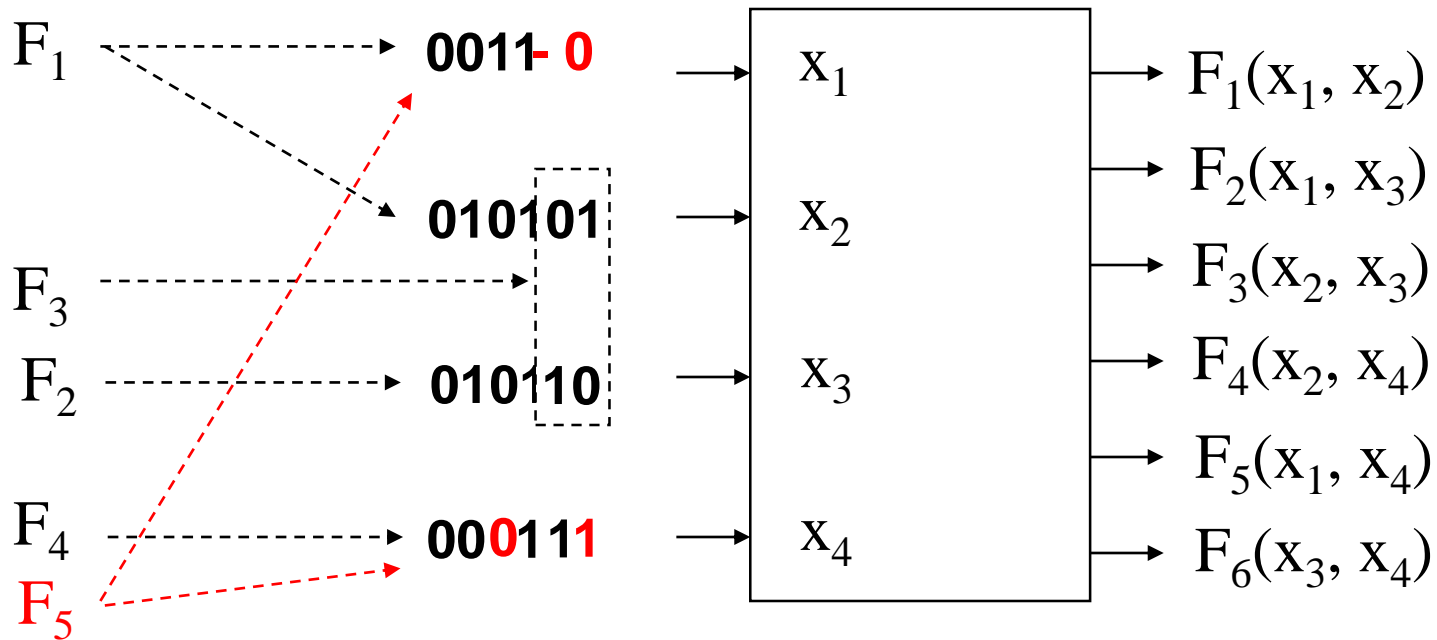 F₁ 0011- 0 x₁ F₁(x₁, x₂)
F₂(x₁, x₃)
010101 x₂
F₃ F₃(x₂, x₃)
F₂ 010110 x₃ F₄(x₂, x₄)
F₅(x₁, x₄)
F₄ 000111 x₄ F₆(x₃, x₄)
F₅